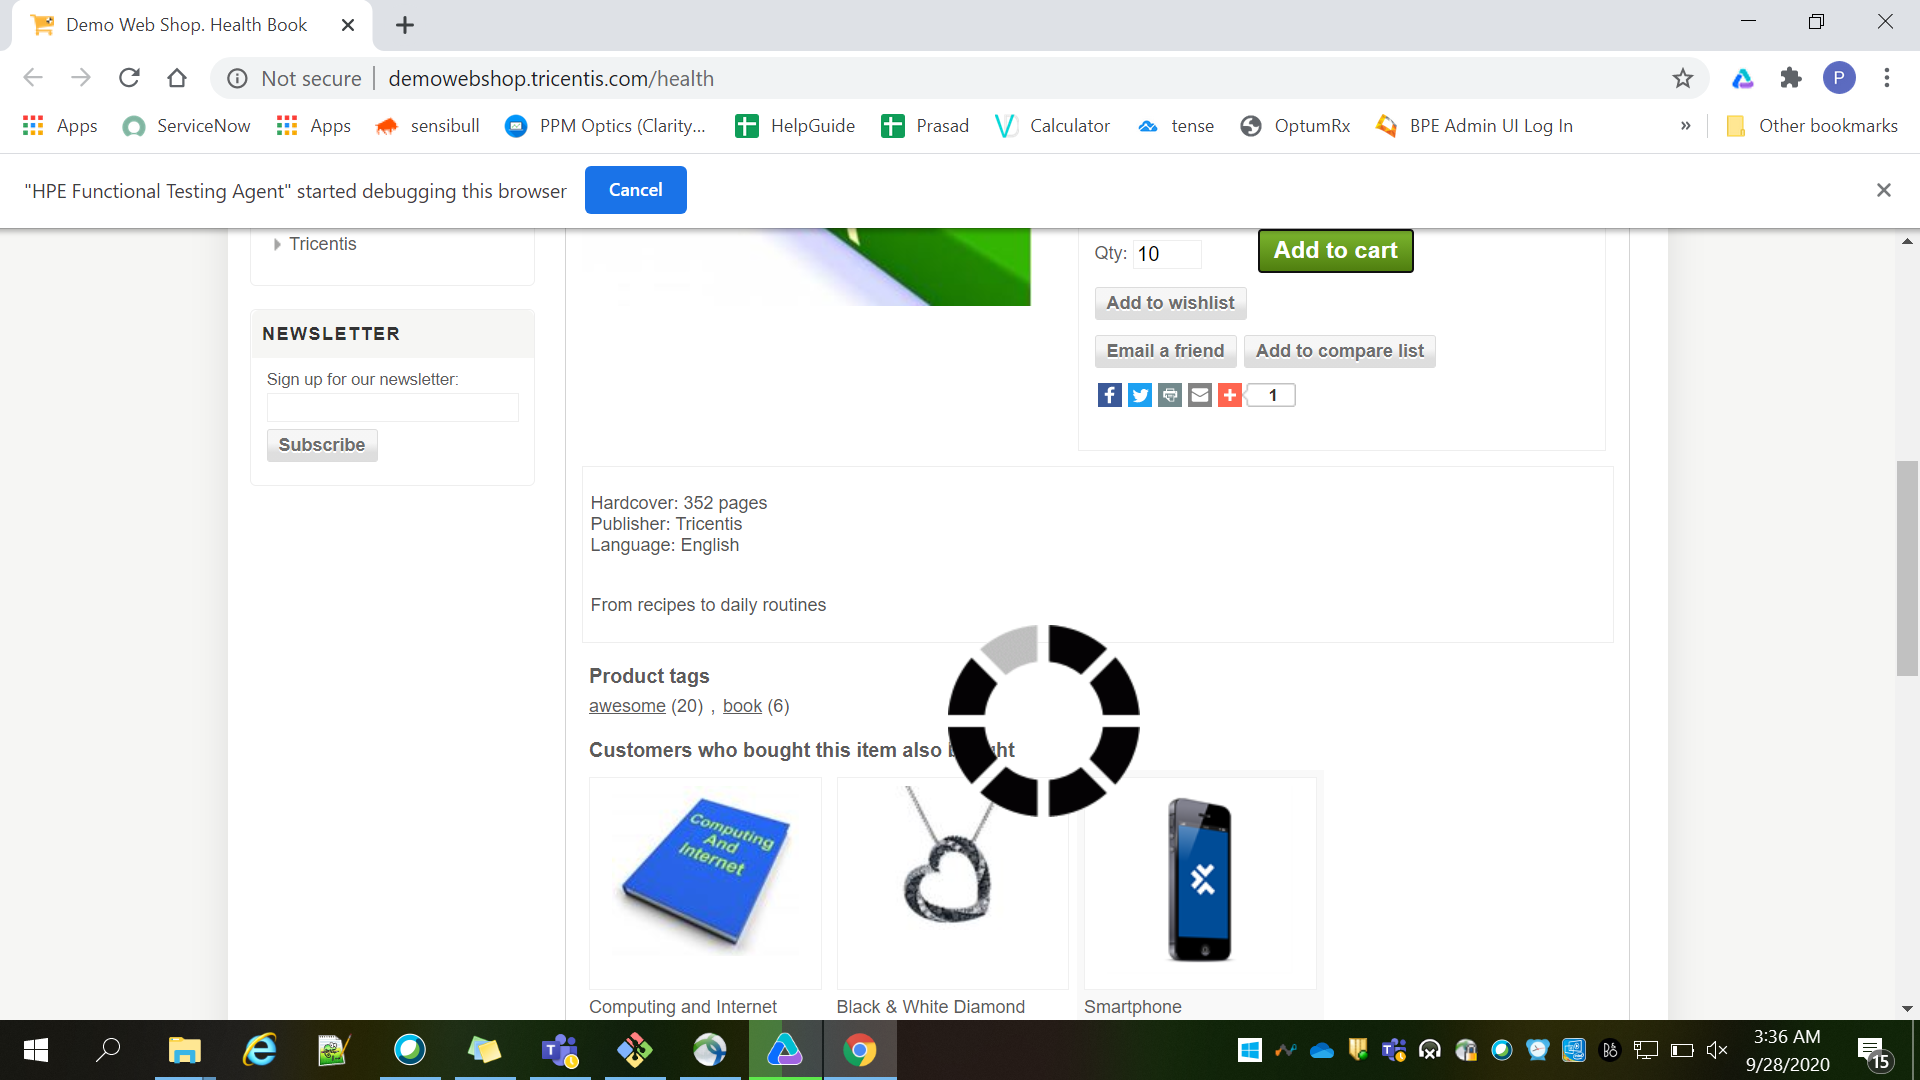 Demo Web Shop. Health Book
Not secure
demowebshop.tricentis.com/health
P
Apps
ServiceNow
Apps
sensibull
PPM Optics (Clarity...
HelpGuide
Prasad
Calculator
tense
OptumRx
BPE Admin UI Log In
»
Other bookmarks
"HPE Functional Testing Agent" started debugging this browser
Cancel
Tricentis
Qty: 10
Add to cart
Add to wishlist
NEWSLETTER
Email a friend
Add to compare list
Sign up for our newsletter:
1
Subscribe
Hardcover: 352 pages
Publisher: Tricentis
Language: English
From recipes to daily routines
Product tags
awesome (20) , book (6)
Customers who bought this item also
Computing
And
Internet
Computing and Internet
Black & White Diamond
Smartphone
3:36 AM
9/28/2020
15